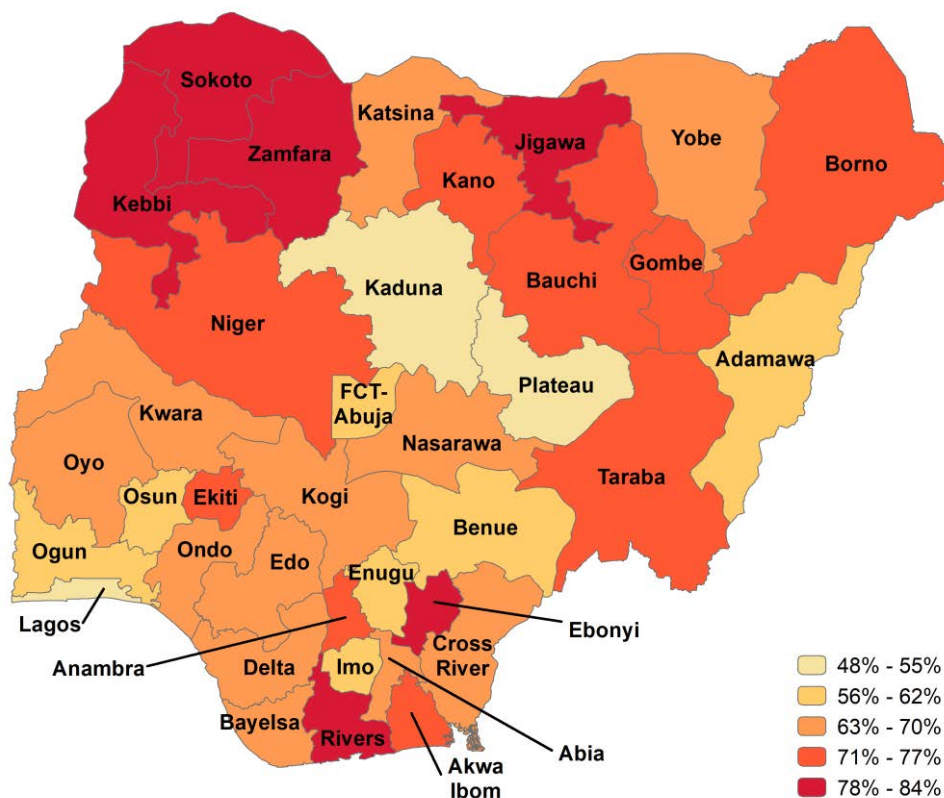 Sokoto
Katsina
Yobe
Jigawa
Zamfara
Borno
Kano
Kebbi
Gombe
Bauchi
Kaduna
Niger
Adamawa
Plateau
FCT-
Abuja
Kwara
Nasarawa
Oyo
Taraba
Osun
Ekiti
Kogi
Benue
Ogun
Ondo
Edo
Enugu
Lagos
Ebonyi
Anambra
Cross
River
Delta
Imo
Bayelsa
Rivers
Abia
Akwa
Ibom
48% - 55%
56% - 62%
63% - 70%
71% - 77%
78% - 84%